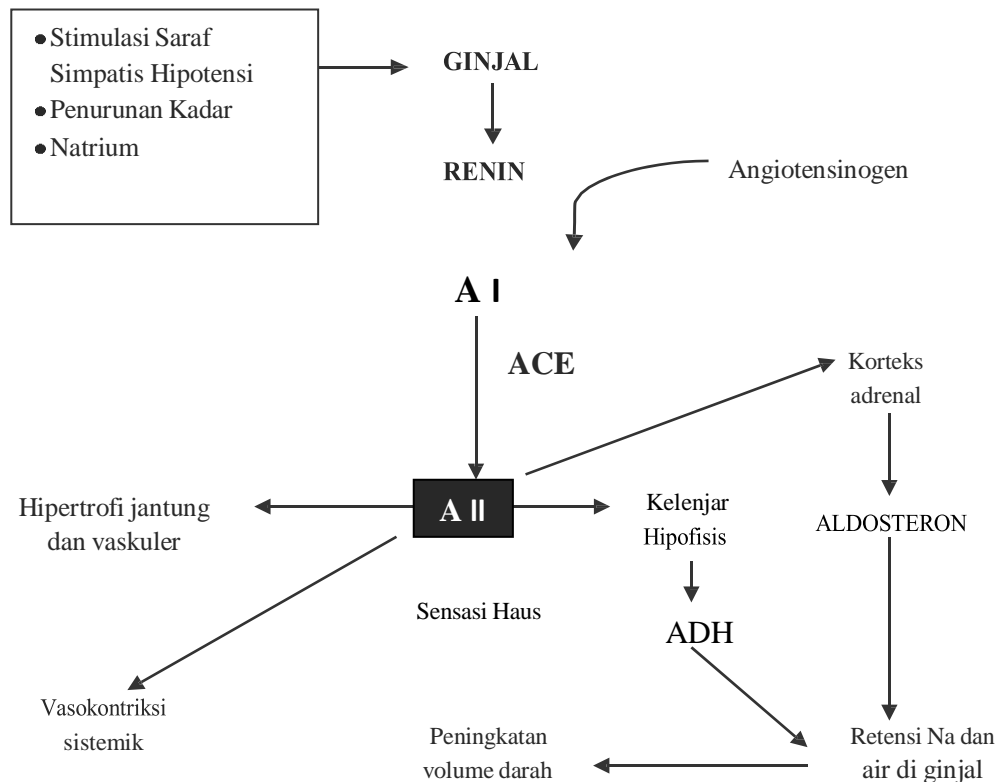 ● Stimulasi Saraf
Simpatis Hipotensi
● Penurunan Kadar
● Natrium
GINJAL
RENIN
Angiotensinogen
A I
ACE
Korteks
adrenal
A II
Hipertrofi jantung
dan vaskuler
Kelenjar
Hipofisis
ALDOSTERON
Sensasi Haus
ADH
Vasokontriksi
sistemik
Peningkatan
volume darah
Retensi Na dan
air di ginjal